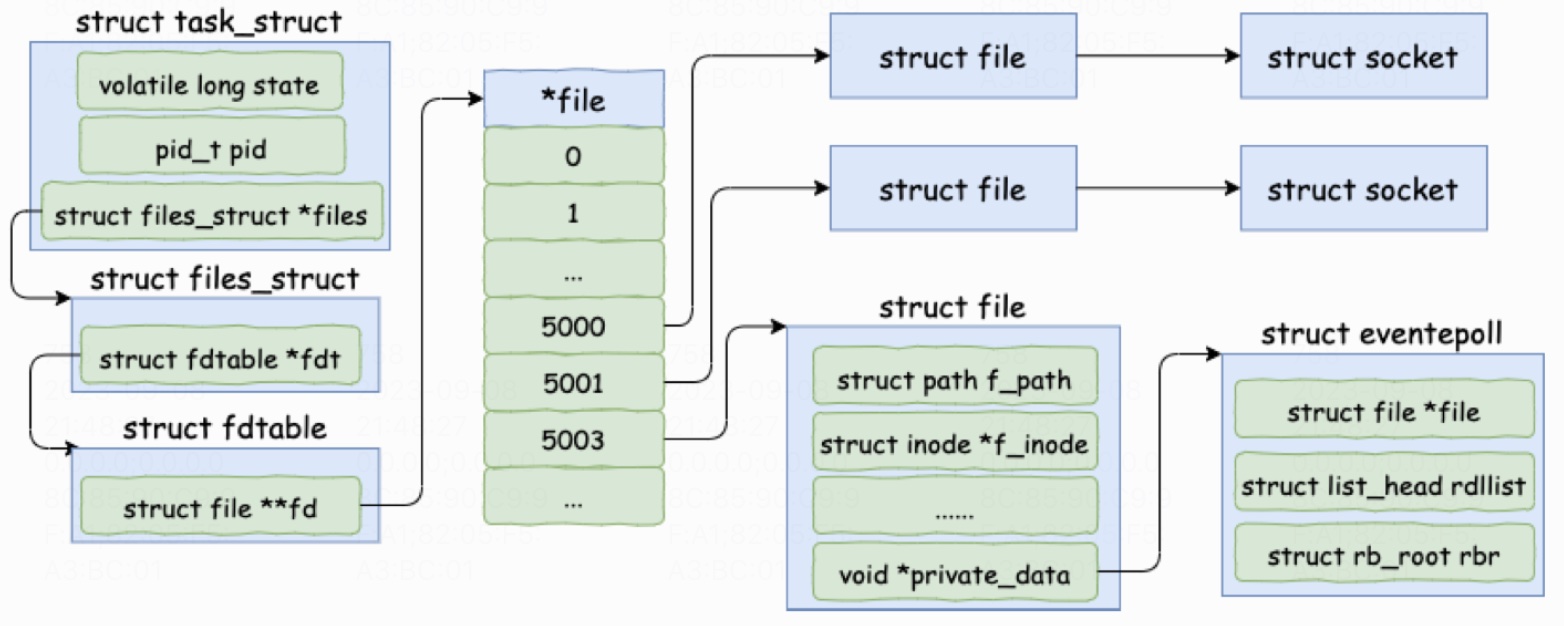 struct task_struct
volatile long state
pid_t pid
struct files_struct *files
struct files_struct
struct fdtable *fdt
struct fdtable
struct file **fd
*file
0
1
...
5000
5001
5003
...
struct file
struct socket
struct file
struct socket
struct file
struct path f_path
struct inode *f_inode
......
void *private_data
struct eventepoll
struct file *file
struct list_head rdllist
struct rb_root rbr